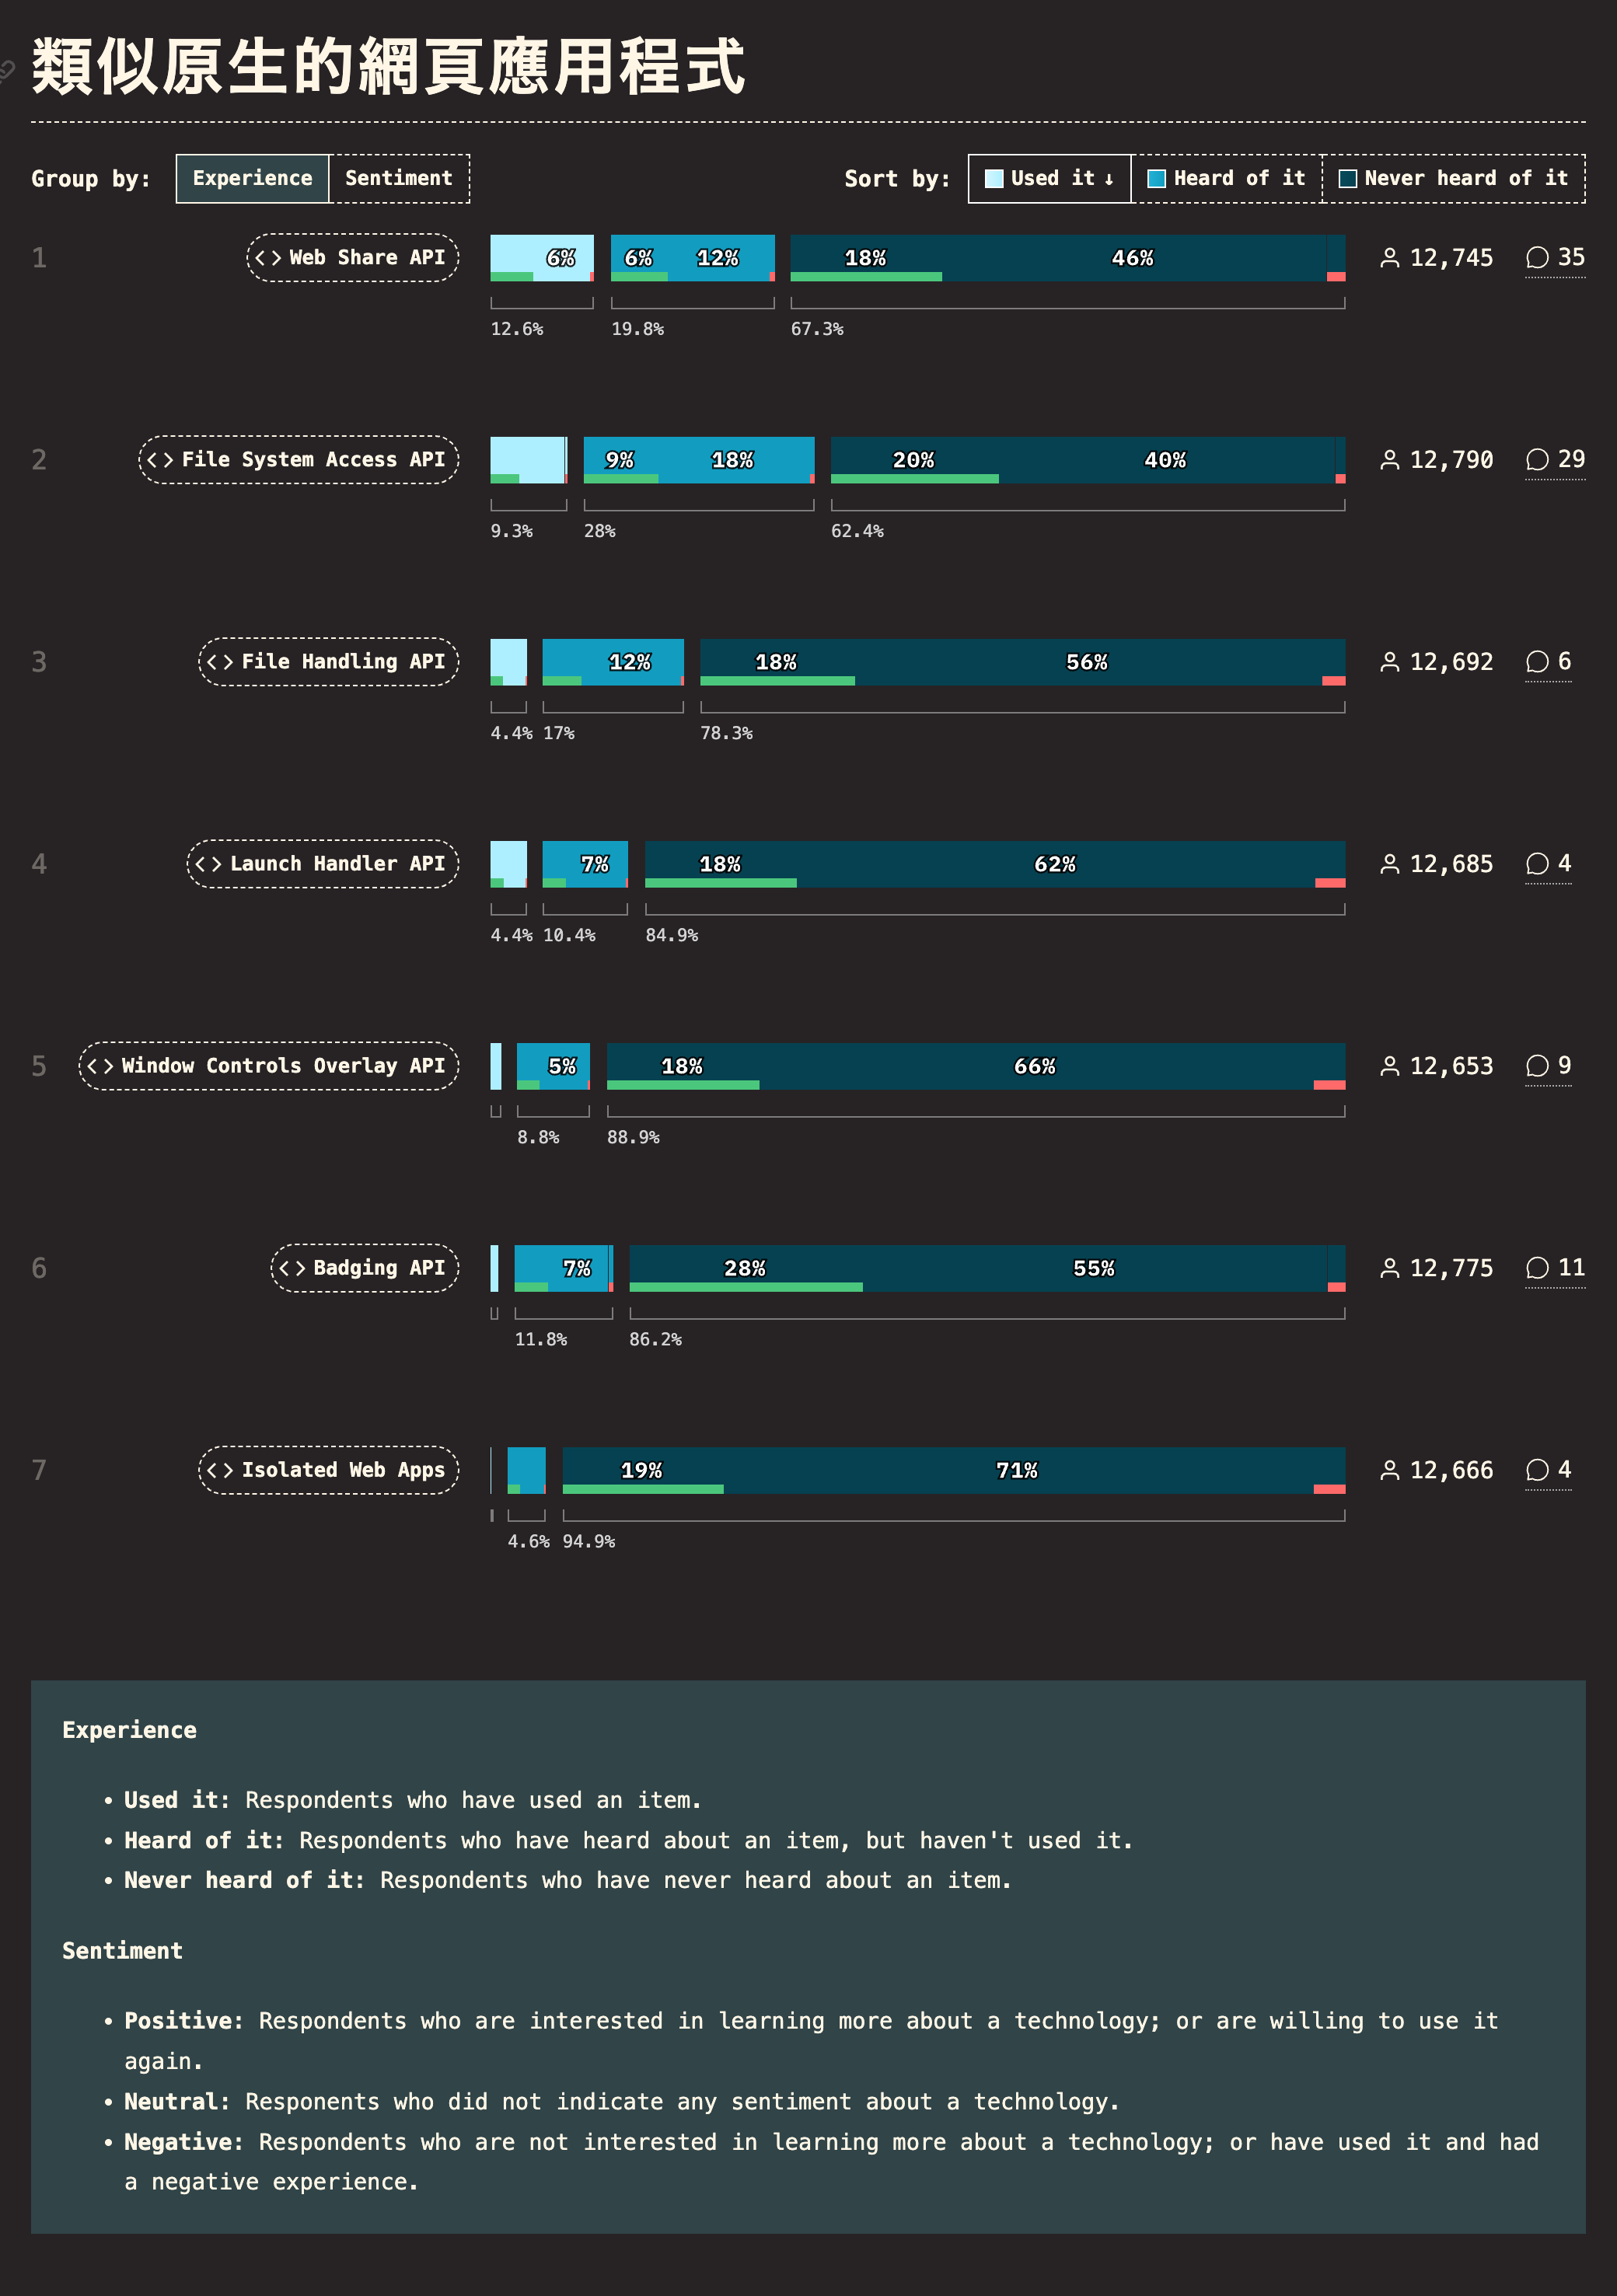 類似原生的網頁應用程式
Group by: Experience Sentiment Sort by: Used it ↓ Heard of it Never heard of it
1 <> Web Share API 6% 6% 12% 18% 46% 12,745 35
12.6% 19.8% 67.3%
2 <> File System Access API 9% 18% 20% 40% 12,790 29
9.3% 28% 62.4%
3 <> File Handling API 12% 18% 56% 12,692 6
4.4% 17% 78.3%
4 <> Launch Handler API 7% 18% 62% 12,685 4
4.4% 10.4% 84.9%
5 <> Window Controls Overlay API 5% 18% 66% 12,653 9
8.8% 88.9%
6 <> Badging API 7% 28% 55% 12,775 11
11.8% 86.2%
7 <> Isolated Web Apps 19% 71% 12,666 4
4.6% 94.9%
Experience
• Used it: Respondents who have used an item.
• Heard of it: Respondents who have heard about an item, but haven't used it.
• Never heard of it: Respondents who have never heard about an item.
Sentiment
• Positive: Respondents who are interested in learning more about a technology; or are willing to use it
again.
• Neutral: Responents who did not indicate any sentiment about a technology.
• Negative: Respondents who are not interested in learning more about a technology; or have used it and had
a negative experience.